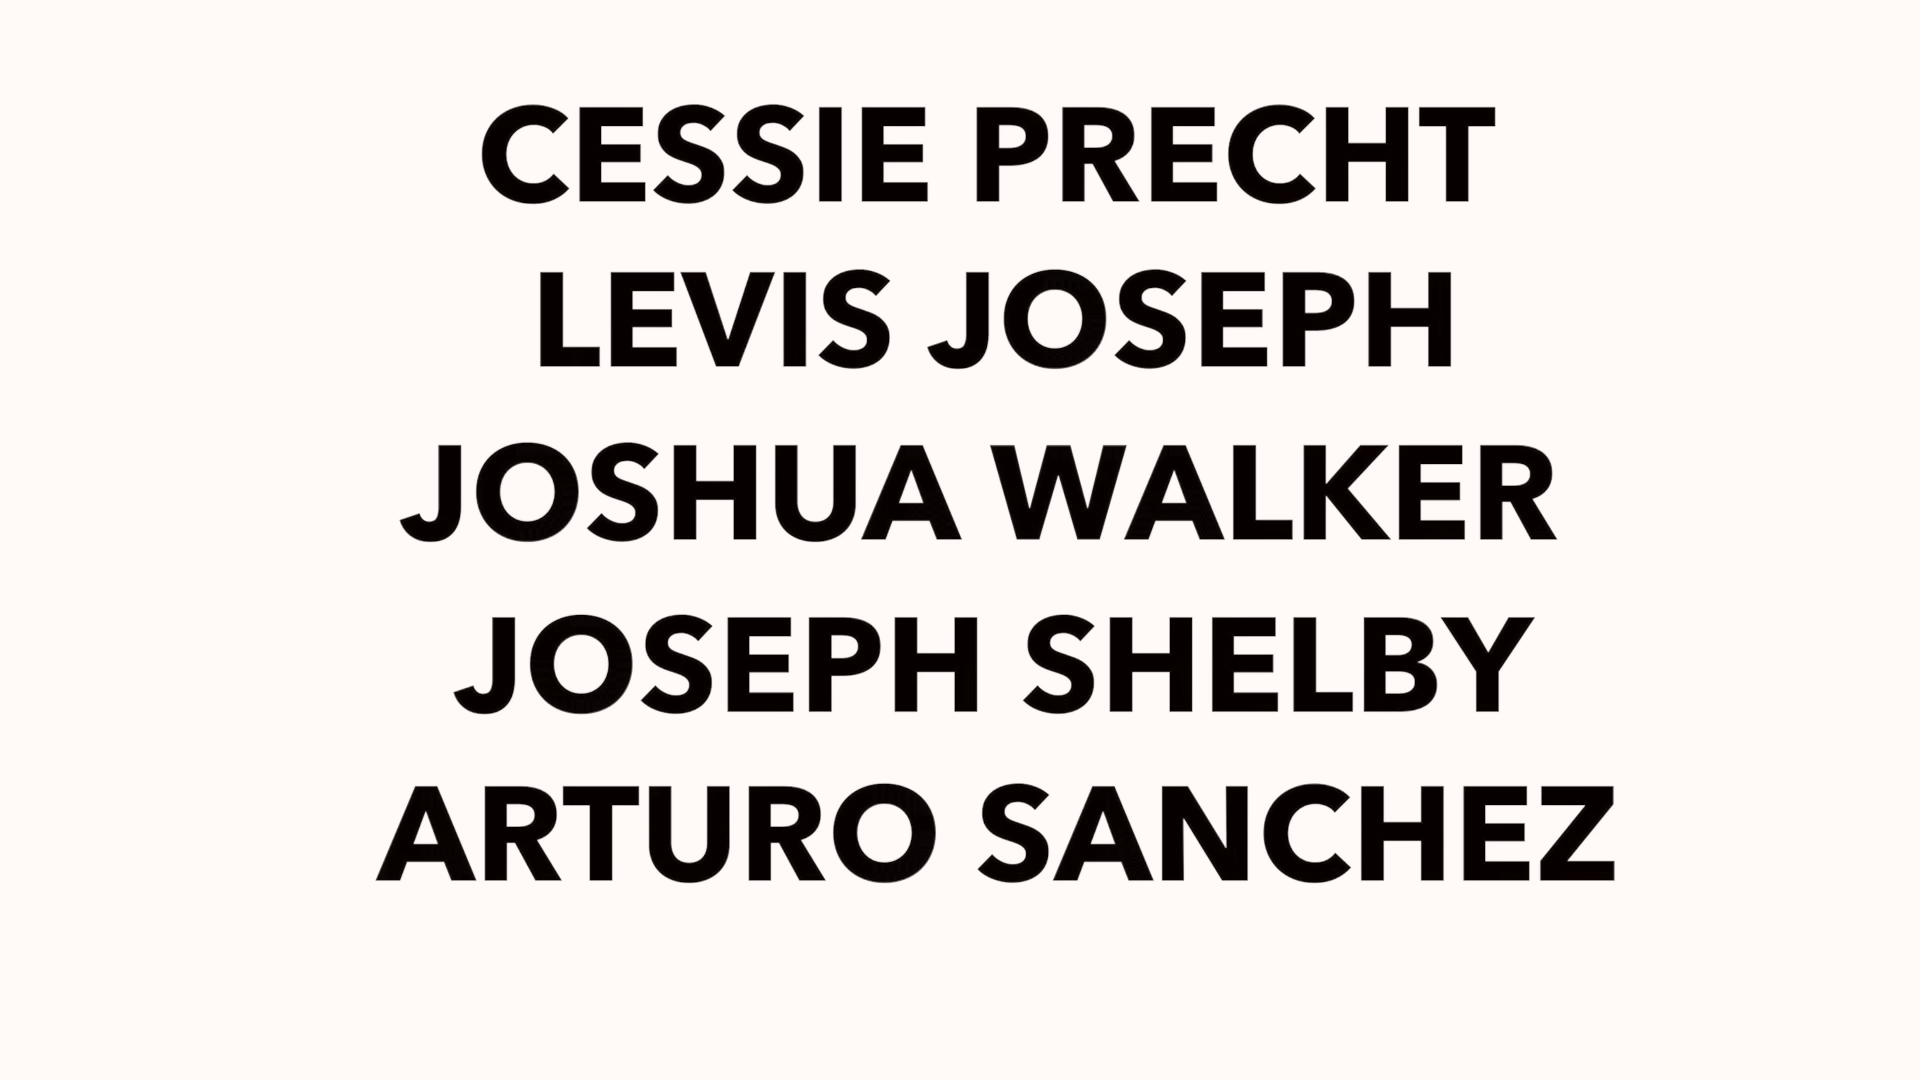 CESSIE PRECHT
LEVIS JOSEPH
JOSHUA WALKER
JOSEPH SHELBY
ARTURO SANCHEZ